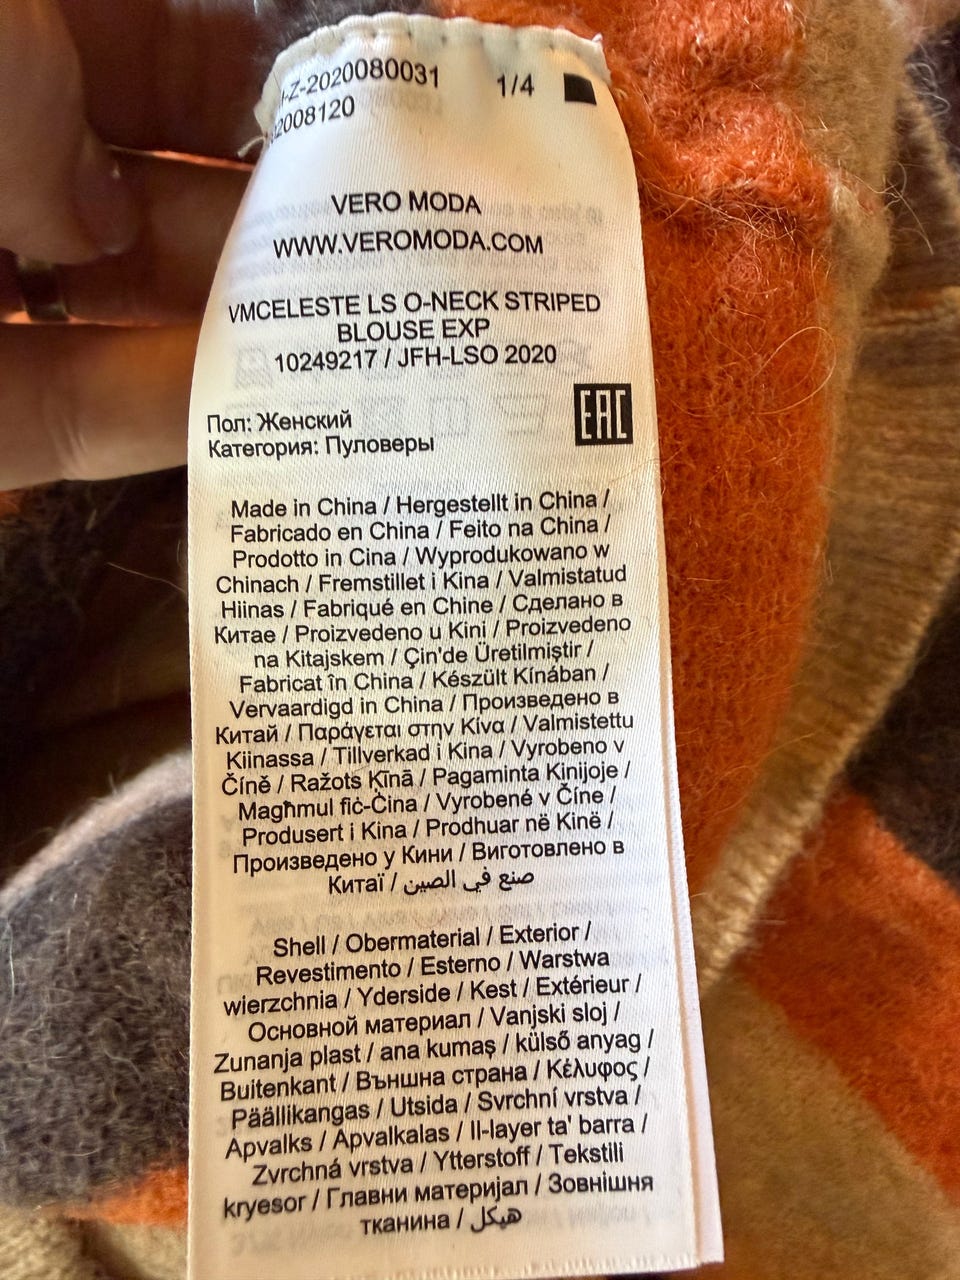 -Z-2020080031 1/4
2008120
VERO MODA
WWW.VEROMODA.COM
VMCELESTE LS O-NECK STRIPED
BLOUSE EXP
10249217 / JFH-LSO 2020
EAC
Пол: Женский
Категория: Пуловеры
Made in China / Hergestellt in China /
Fabricado en China / Feito na China /
Prodotto in Cina / Wyprodukowano w
Chinach / Fremstillet i Kina / Valmistatud
Hiinas / Fabriqué en Chine / Сделано в
Китае / Proizvedeno u Kini / Proizvedeno
na Kitajskem / Çin'de Üretilmiştir /
Fabricat în China / Készült Kínában /
Vervaardigd in China / Произведено в
Китай / Παράγεται στην Κίνα / Valmistettu
Kiinassa / Tillverkad i Kina / Vyrobeno v
Číně / Ražots Ķīnā / Pagaminta Kinijoje /
Magħmul fiċ-Ċina / Vyrobené v Číne /
Produsert i Kina / Prodhuar në Kinë /
Произведено у Кини / Виготовлено в
Китаї / صنع في الصين
Shell / Obermaterial / Exterior /
Revestimento / Esterno / Warstwa
wierzchnia / Yderside / Kest / Extérieur /
Основной материал / Vanjski sloj /
Zunanja plast / ana kumaş / külső anyag /
Buitenkant / Външна страна / Κέλυφος /
Päällikangas / Utsida / Svrchní vrstva /
Apvalks / Apvalkalas / Il-layer ta' barra /
Zvrchná vrstva / Ytterstoff / Tekstili
kryesor / Главни материјал / Зовнішня
тканина / هيكل